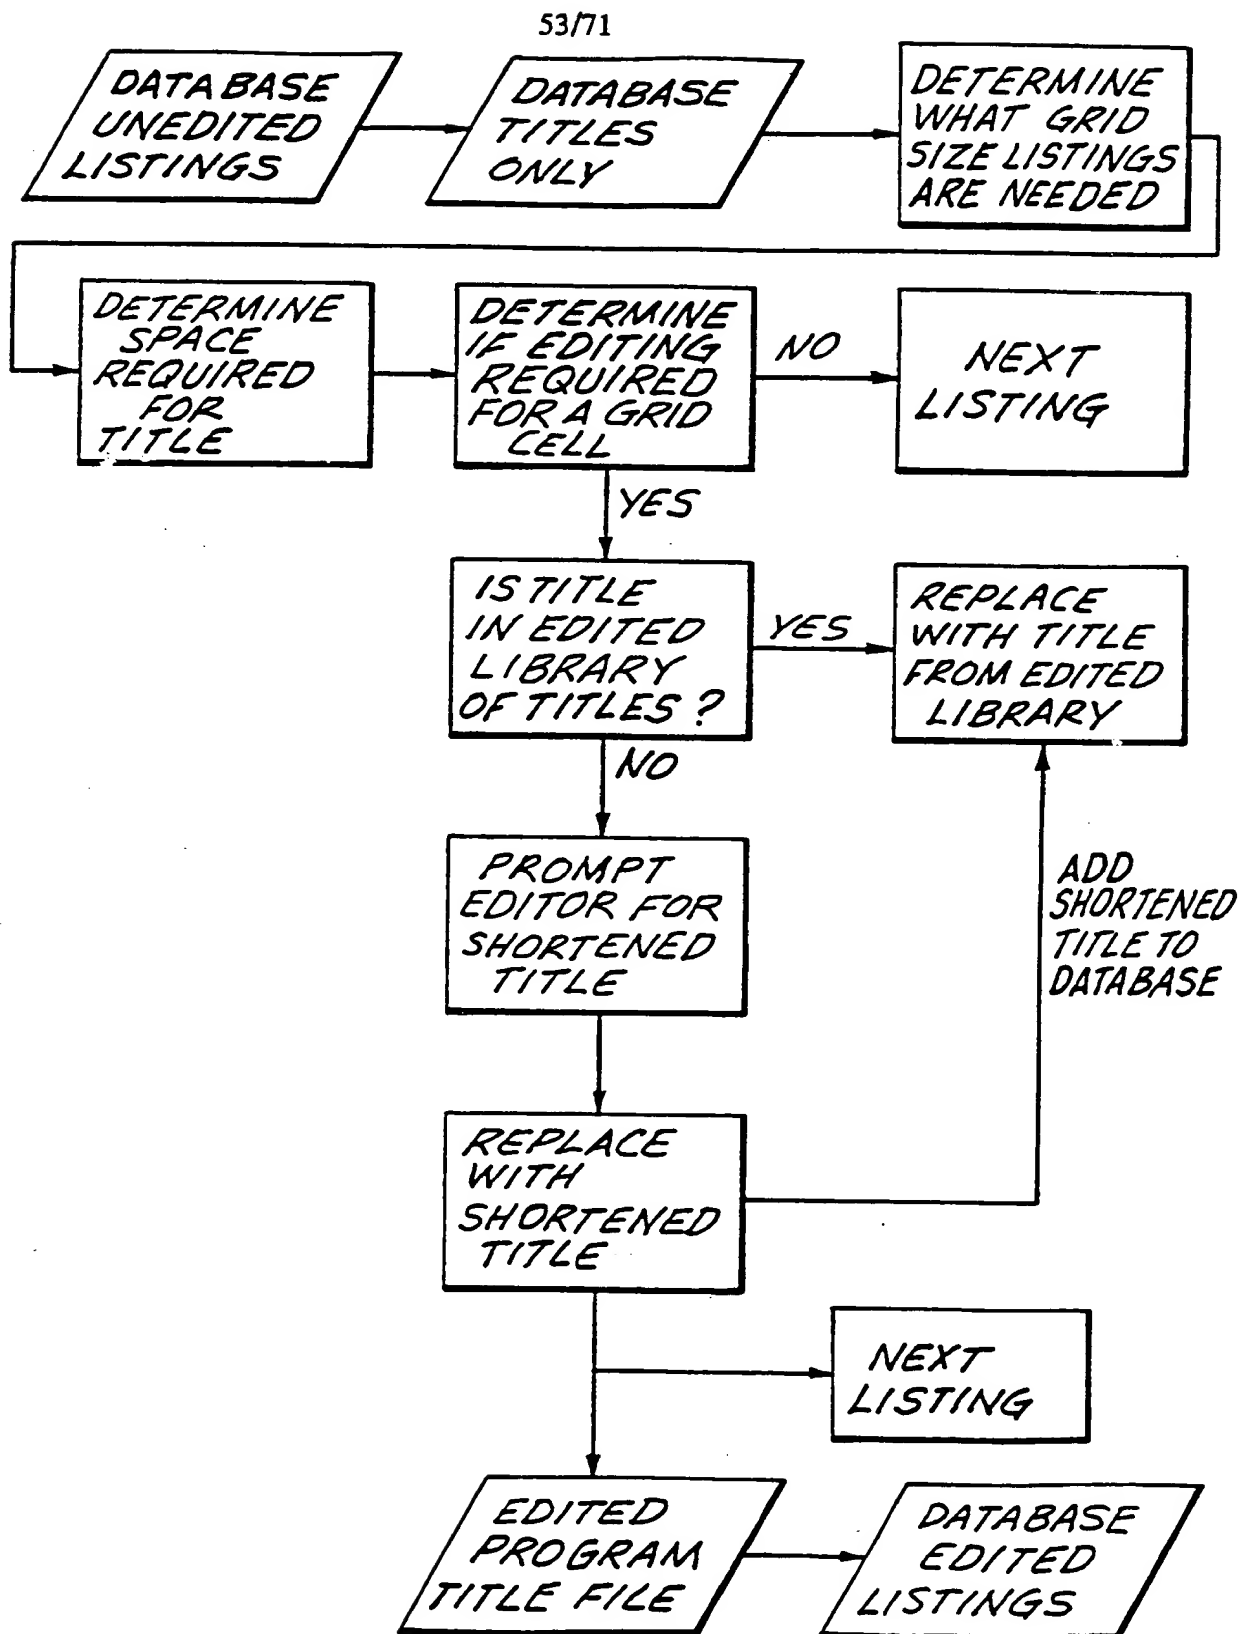 53/71
DATABASE
UNEDITED
LISTINGS
DATABASE
TITLES
ONLY
DETERMINE
WHAT GRID
SIZE LISTINGS
ARE NEEDED
DETERMINE
SPACE
REQUIRED
FOR
TITLE
DETERMINE
IF EDITING
REQUIRED
FOR A GRID
CELL
NO
NEXT
LISTING
YES
IS TITLE
IN EDITED
LIBRARY
OF TITLES?
YES
REPLACE
WITH TITLE
FROM EDITED
LIBRARY
NO
PROMPT
EDITOR FOR
SHORTENED
TITLE
ADD
SHORTENED
TITLE TO
DATABASE
REPLACE
WITH
SHORTENED
TITLE
NEXT
LISTING
EDITED
PROGRAM
TITLE FILE
DATABASE
EDITED
LISTINGS